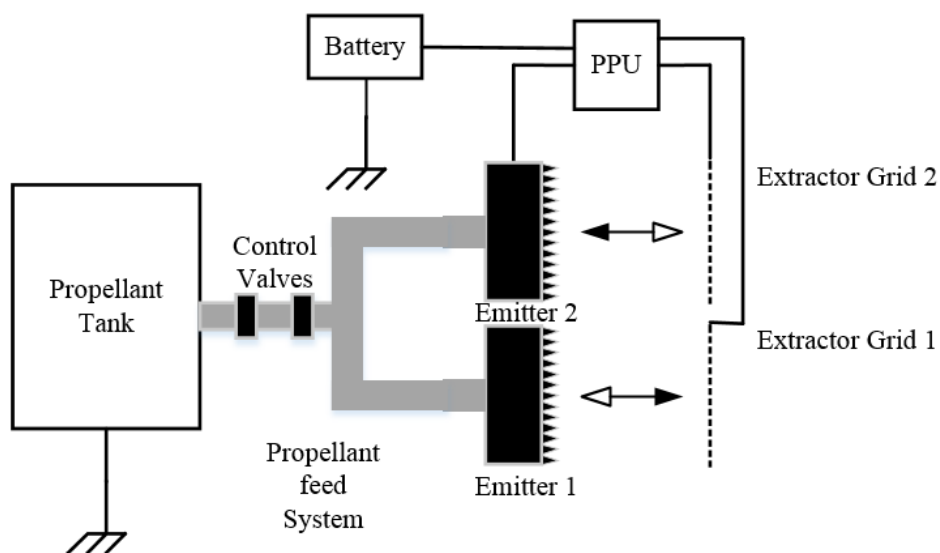 Battery
PPU
Extractor Grid 2
Control
Valves
Propellant
Tank
Emitter 2
Extractor Grid 1
Propellant
feed
System
Emitter 1